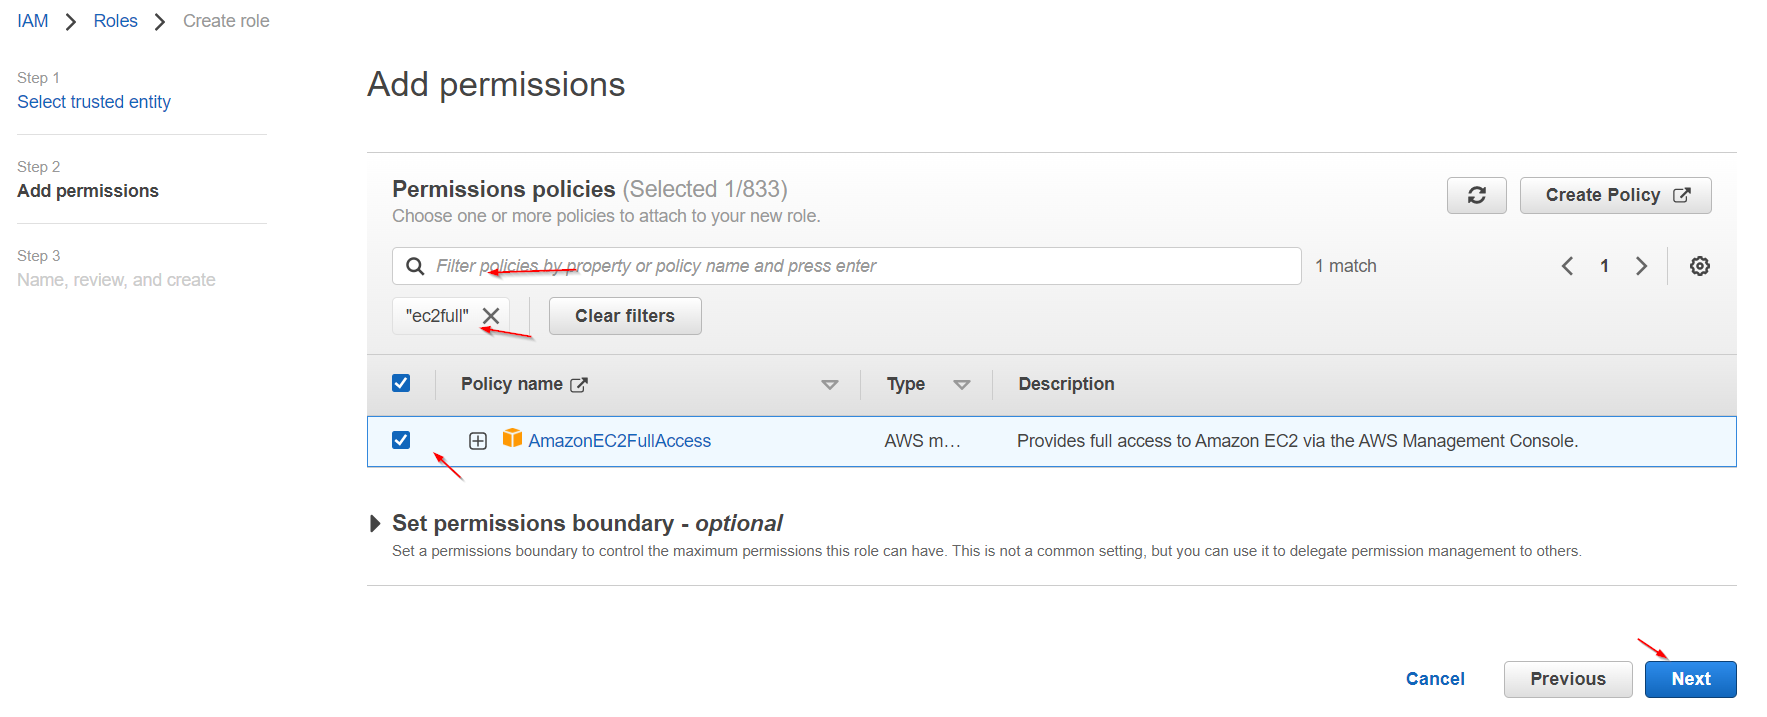 IAM > Roles > Create role
Step 1
Select trusted entity
Step 2
Add permissions
Step 3
Name, review, and create
Add permissions
Permissions policies (Selected 1/833)
Choose one or more policies to attach to your new role.
Create Policy
Filter policies by property or policy name and press enter
1 match
1
"ec2full"
Clear filters
Policy name
Type
Description
AmazonEC2FullAccess
AWS m…
Provides full access to Amazon EC2 via the AWS Management Console.
Set permissions boundary - optional
Set a permissions boundary to control the maximum permissions this role can have. This is not a common setting, but you can use it to delegate permission management to others.
Cancel
Previous
Next